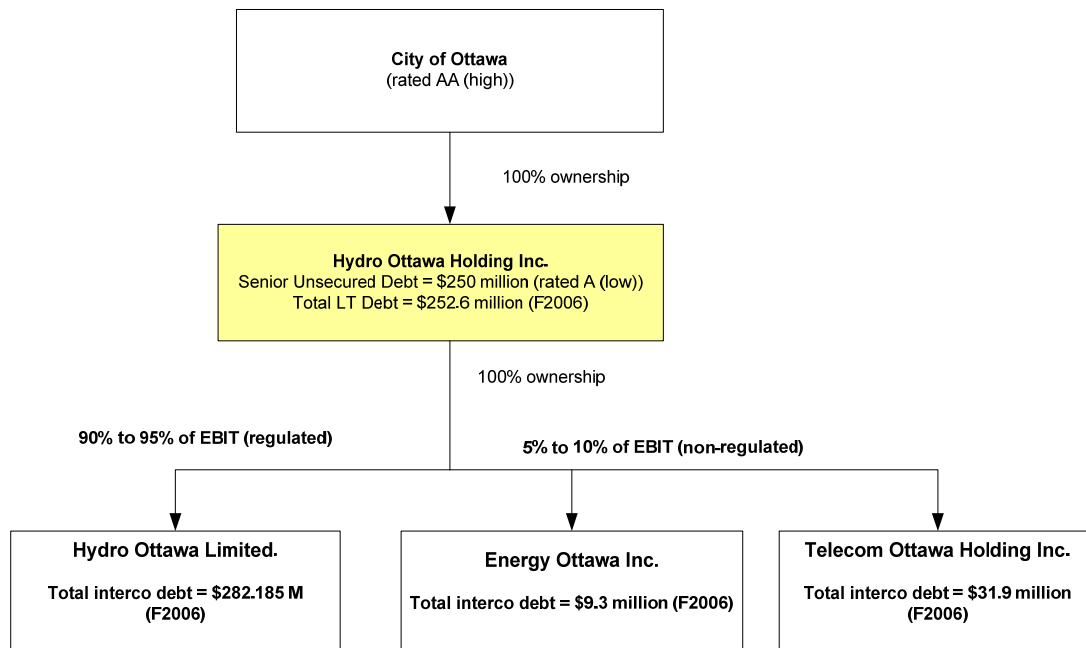 City of Ottawa
(rated AA (high))
100% ownership
Hydro Ottawa Holding Inc.
Senior Unsecured Debt = $250 million (rated A (low))
Total LT Debt = $252.6 million (F2006)
100% ownership
90% to 95% of EBIT (regulated)
5% to 10% of EBIT (non-regulated)
Hydro Ottawa Limited.
Total interco debt = $282.185 M
(F2006)
Energy Ottawa Inc.
Total interco debt = $9.3 million (F2006)
Telecom Ottawa Holding Inc.
Total interco debt = $31.9 million
(F2006)